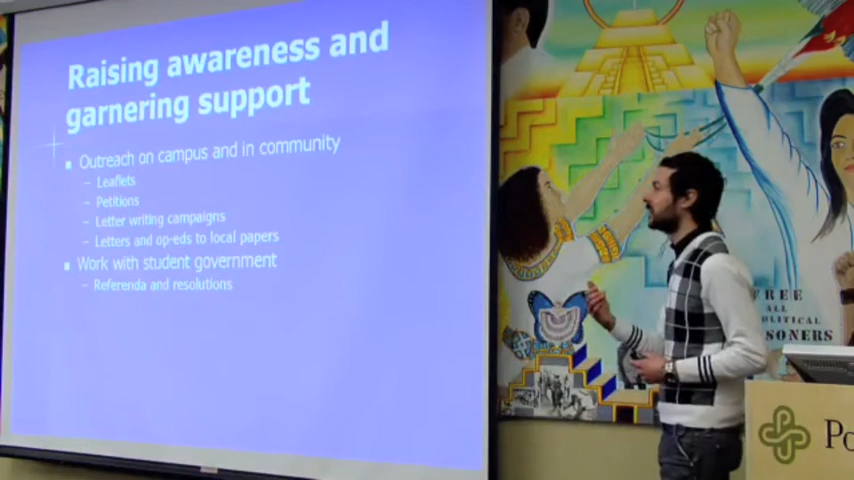 Raising awareness and
garnering support
Outreach on campus and in community
– Leaflets
– Petitions
– Letter writing campaigns
– Letters and op-eds to local papers
Work with student government
– Referenda and resolutions
FREE
ALL
POLITICAL